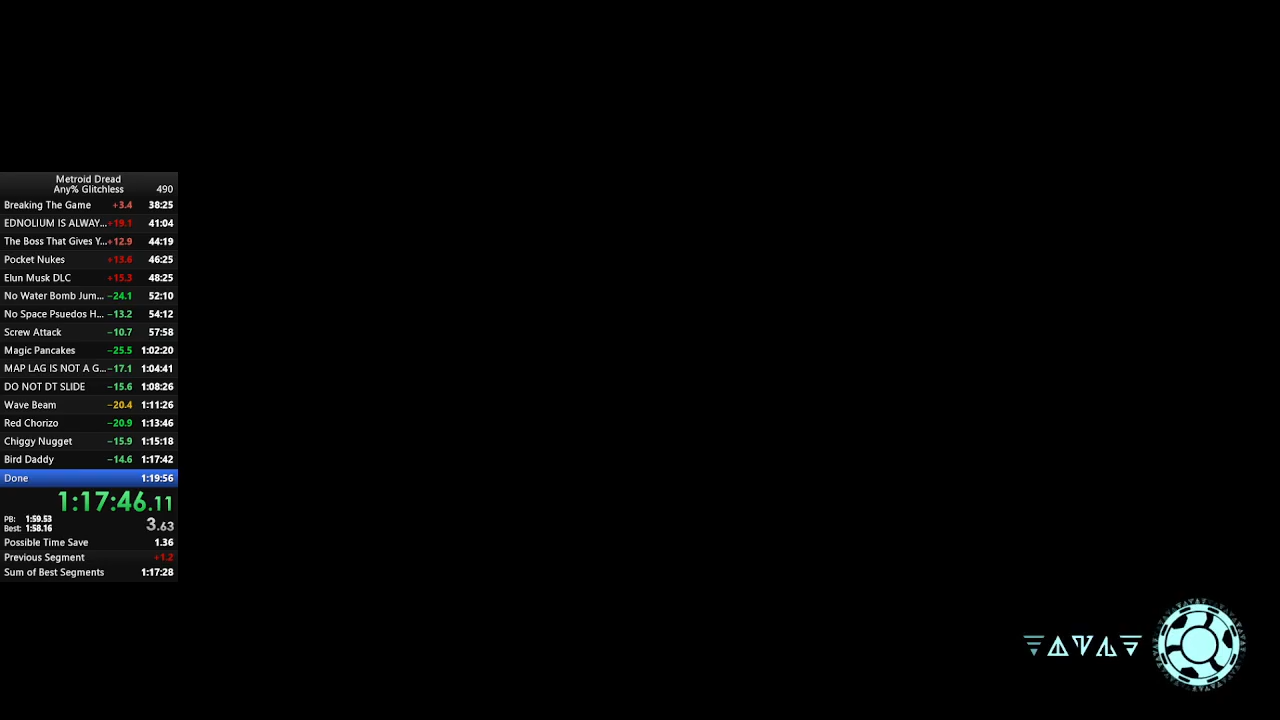 Metroid Dread
Any% Glitchless 490
Breaking The Game +3.4 38:25
EDNOLIUM IS ALWAY... +19.1 41:04
The Boss That Gives Y... +12.9 44:19
Pocket Nukes +13.6 46:25
Elun Musk DLC +15.3 48:25
No Water Bomb Jum... −24.1 52:10
No Space Psuedos H... −13.2 54:12
Screw Attack −10.7 57:58
Magic Pancakes −25.5 1:02:20
MAP LAG IS NOT A G... −17.1 1:04:41
DO NOT DT SLIDE −15.6 1:08:26
Wave Beam −20.4 1:11:26
Red Chorizo −20.9 1:13:46
Chiggy Nugget −15.9 1:15:18
Bird Daddy −14.6 1:17:42
Done 1:19:56
1:17:46.11
PB: 1:59.53
Best: 1:58.16 3.63
Possible Time Save 1.36
Previous Segment +1.2
Sum of Best Segments 1:17:28